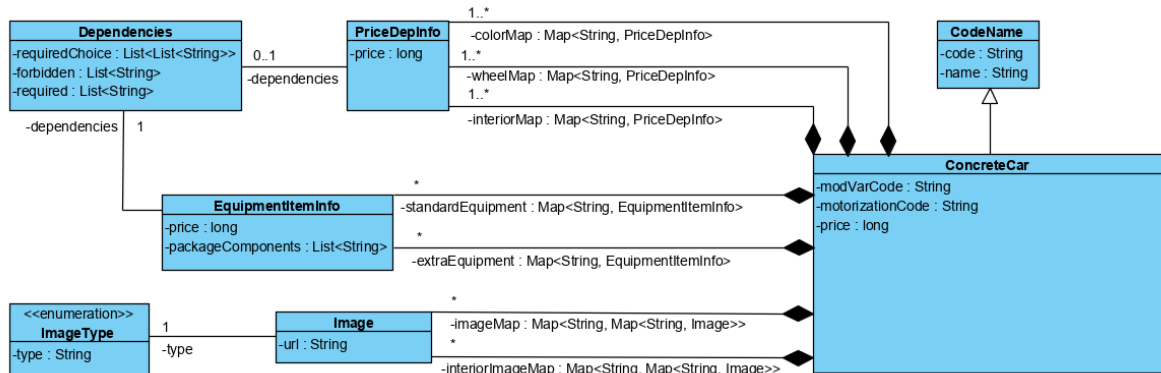 Dependencies
-requiredChoice : List<List<String>>
-forbidden : List<String>
-required : List<String>
0..1
-dependencies
PriceDepInfo
-price : long
1..*
-colorMap : Map<String, PriceDepInfo>
1..*
-wheelMap : Map<String, PriceDepInfo>
1..*
-interiorMap : Map<String, PriceDepInfo>
CodeName
-code : String
-name : String
-dependencies
1
ConcreteCar
-modVarCode : String
-motorizationCode : String
-price : long
EquipmentItemInfo
-price : long
-packageComponents : List<String>
*
-standardEquipment : Map<String, EquipmentItemInfo>
*
-extraEquipment : Map<String, EquipmentItemInfo>
<<enumeration>>
ImageType
-type : String
1
-type
Image
-url : String
*
-imageMap : Map<String, Map<String, Image>>
*
-interiorImageMap : Map<String, Map<String, Image>>